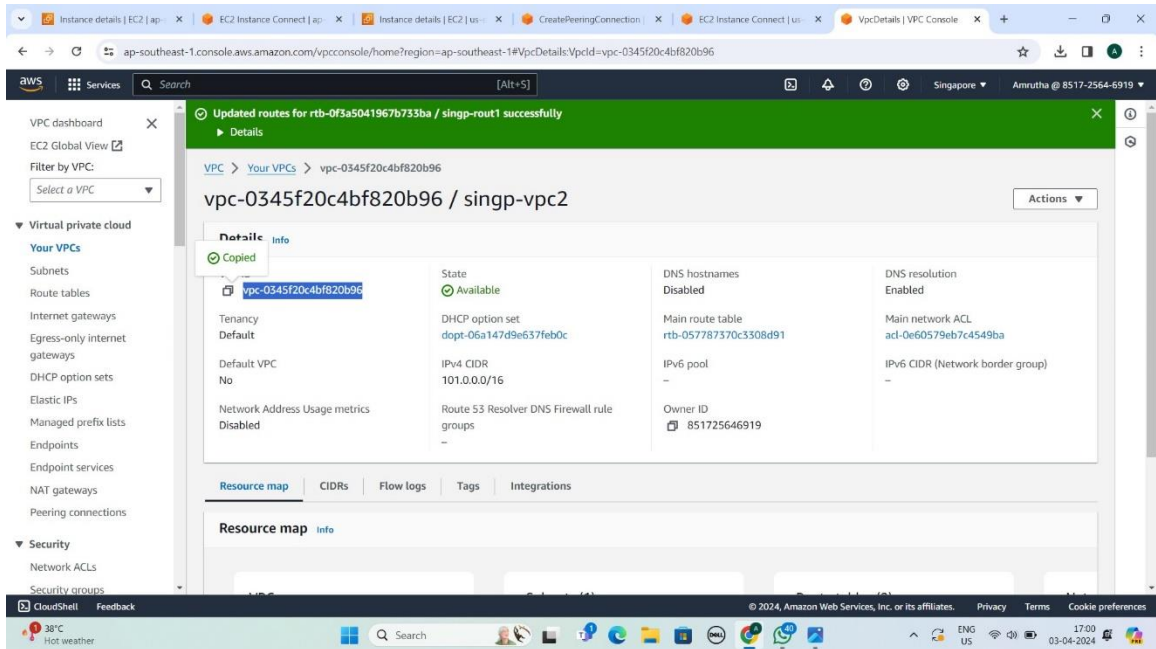 Instance details | EC2 | ap-
EC2 Instance Connect | ap-
Instance details | EC2 | us-
CreatePeeringConnection |
EC2 Instance Connect | us-
VpcDetails | VPC Console
ap-southeast-1.console.aws.amazon.com/vpcconsole/home?region=ap-southeast-1#VpcDetails:VpcId=vpc-0345f20c4bf820b96
A
aws
Services
Search
[Alt+S]
Singapore
Amrutha @ 8517-2564-6919
VPC dashboard
EC2 Global View
Filter by VPC:
Select a VPC
Virtual private cloud
Your VPCs
Subnets
Route tables
Internet gateways
Egress-only internet
gateways
DHCP option sets
Elastic IPs
Managed prefix lists
Endpoints
Endpoint services
NAT gateways
Peering connections
Security
Network ACLs
Security groups
Updated routes for rtb-0f3a5041967b733ba / singp-rout1 successfully
Details
VPC > Your VPCs > vpc-0345f20c4bf820b96
vpc-0345f20c4bf820b96 / singp-vpc2
Actions
Details Info
Copied
vpc-0345f20c4bf820b96
State
Available
DNS hostnames
Disabled
DNS resolution
Enabled
Tenancy
Default
DHCP option set
dopt-06a147d9e637feb0c
Main route table
rtb-057787370c3308d91
Main network ACL
acl-0e60579eb7c4549ba
Default VPC
No
IPv4 CIDR
101.0.0.0/16
IPv6 pool
–
IPv6 CIDR (Network border group)
–
Network Address Usage metrics
Disabled
Route 53 Resolver DNS Firewall rule
groups
–
Owner ID
851725646919
Resource map
CIDRs
Flow logs
Tags
Integrations
Resource map Info
CloudShell
Feedback
© 2024, Amazon Web Services, Inc. or its affiliates.
Privacy
Terms
Cookie preferences
38°C
Hot weather
Search
40
ENG
US
17:00
03-04-2024